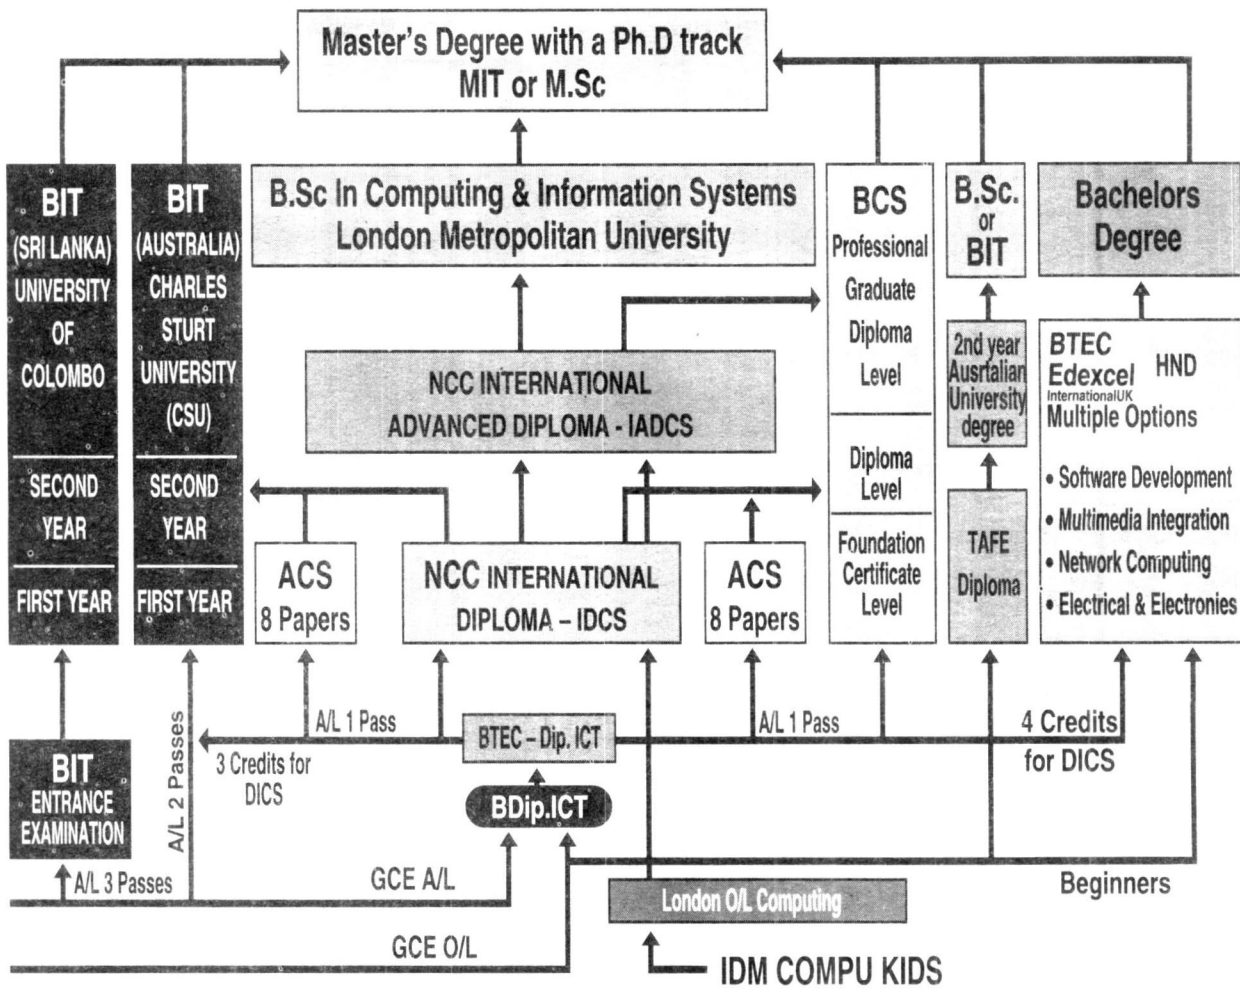 Master's Degree with a Ph.D track
MIT or M.Sc
BIT
(SRI LANKA)
UNIVERSITY
OF
COLOMBO
SECOND
YEAR
FIRST YEAR
BIT
(AUSTRALIA)
CHARLES
STURT
UNIVERSITY
(CSU)
SECOND
YEAR
FIRST YEAR
B.Sc In Computing & Information Systems
London Metropolitan University
NCC INTERNATIONAL
ADVANCED DIPLOMA - IADCS
ACS
8 Papers
NCC INTERNATIONAL
DIPLOMA – IDCS
ACS
8 Papers
BCS
Professional
Graduate
Diploma
Level
Diploma
Level
Foundation
Certificate
Level
B.Sc.
or
BIT
2nd year
Ausrtalian
University
degree
TAFE
Diploma
Bachelors
Degree
BTEC
Edexcel HND
InternationalUK
Multiple Options
• Software Development
• Multimedia Integration
• Network Computing
• Electrical & Electronies
BIT
ENTRANCE
EXAMINATION
A/L 3 Passes
A/L 2 Passes
A/L 1 Pass
3 Credits for
DICS
BTEC – Dip. ICT
BDip.ICT
A/L 1 Pass
4 Credits
for DICS
GCE A/L
GCE O/L
Beginners
London O/L Computing
IDM COMPU KIDS